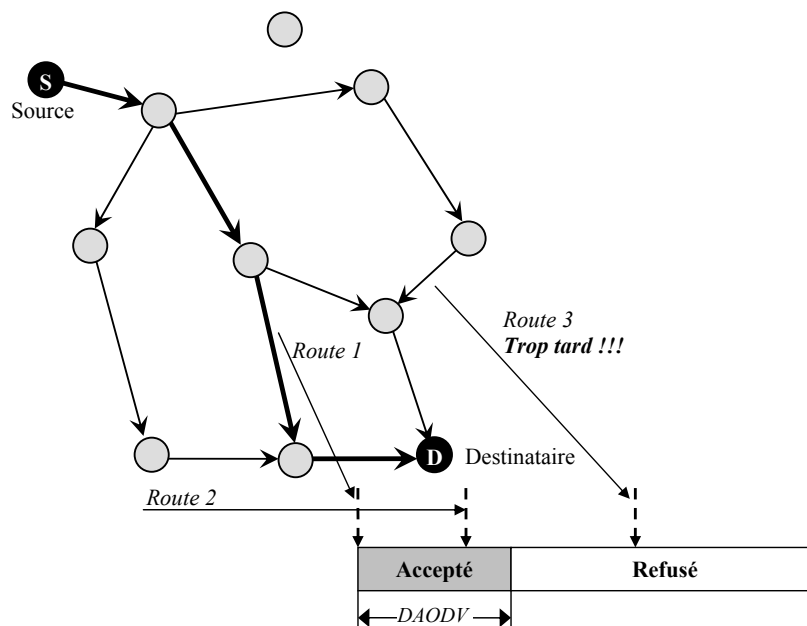 S
Source
Route 3
Trop tard !!!
Route 1
D
Destinataire
Route 2
Accepté
Refusé
DAODV